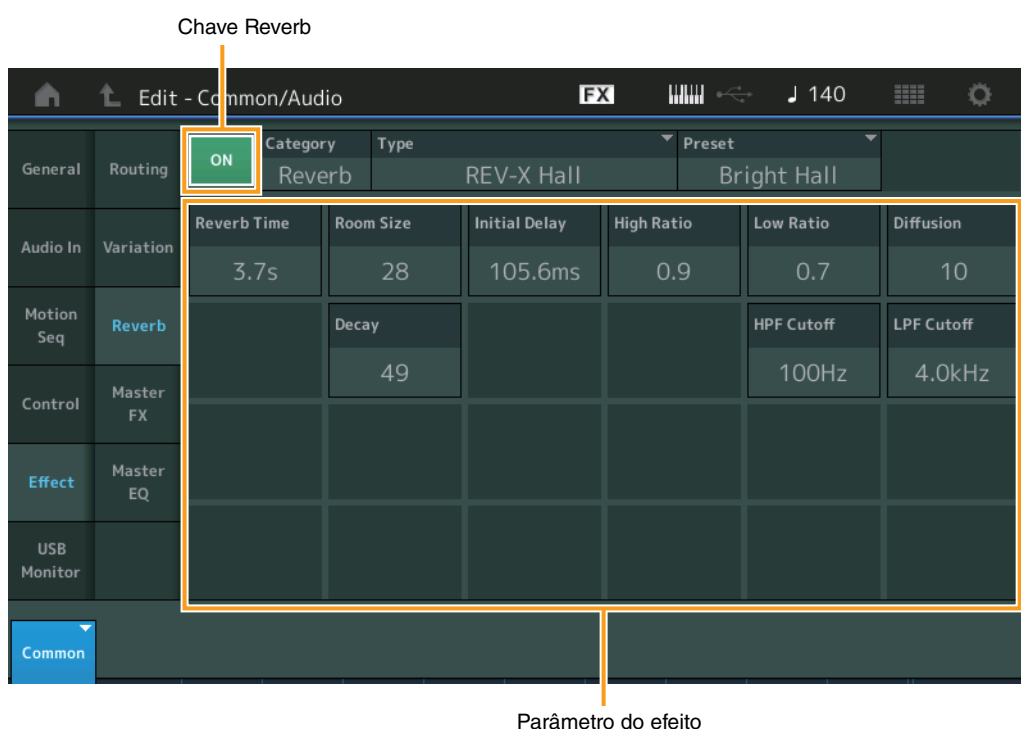 Chave Reverb
Edit - Common/Audio
FX
140
General
Routing
ON
Category
Reverb
Type
REV-X Hall
Preset
Bright Hall
Audio In
Variation
Reverb Time
3.7s
Room Size
28
Initial Delay
105.6ms
High Ratio
0.9
Low Ratio
0.7
Diffusion
10
Motion
Seq
Reverb
Decay
49
HPF Cutoff
100Hz
LPF Cutoff
4.0kHz
Control
Master
FX
Effect
Master
EQ
USB
Monitor
Common
Parâmetro do efeito